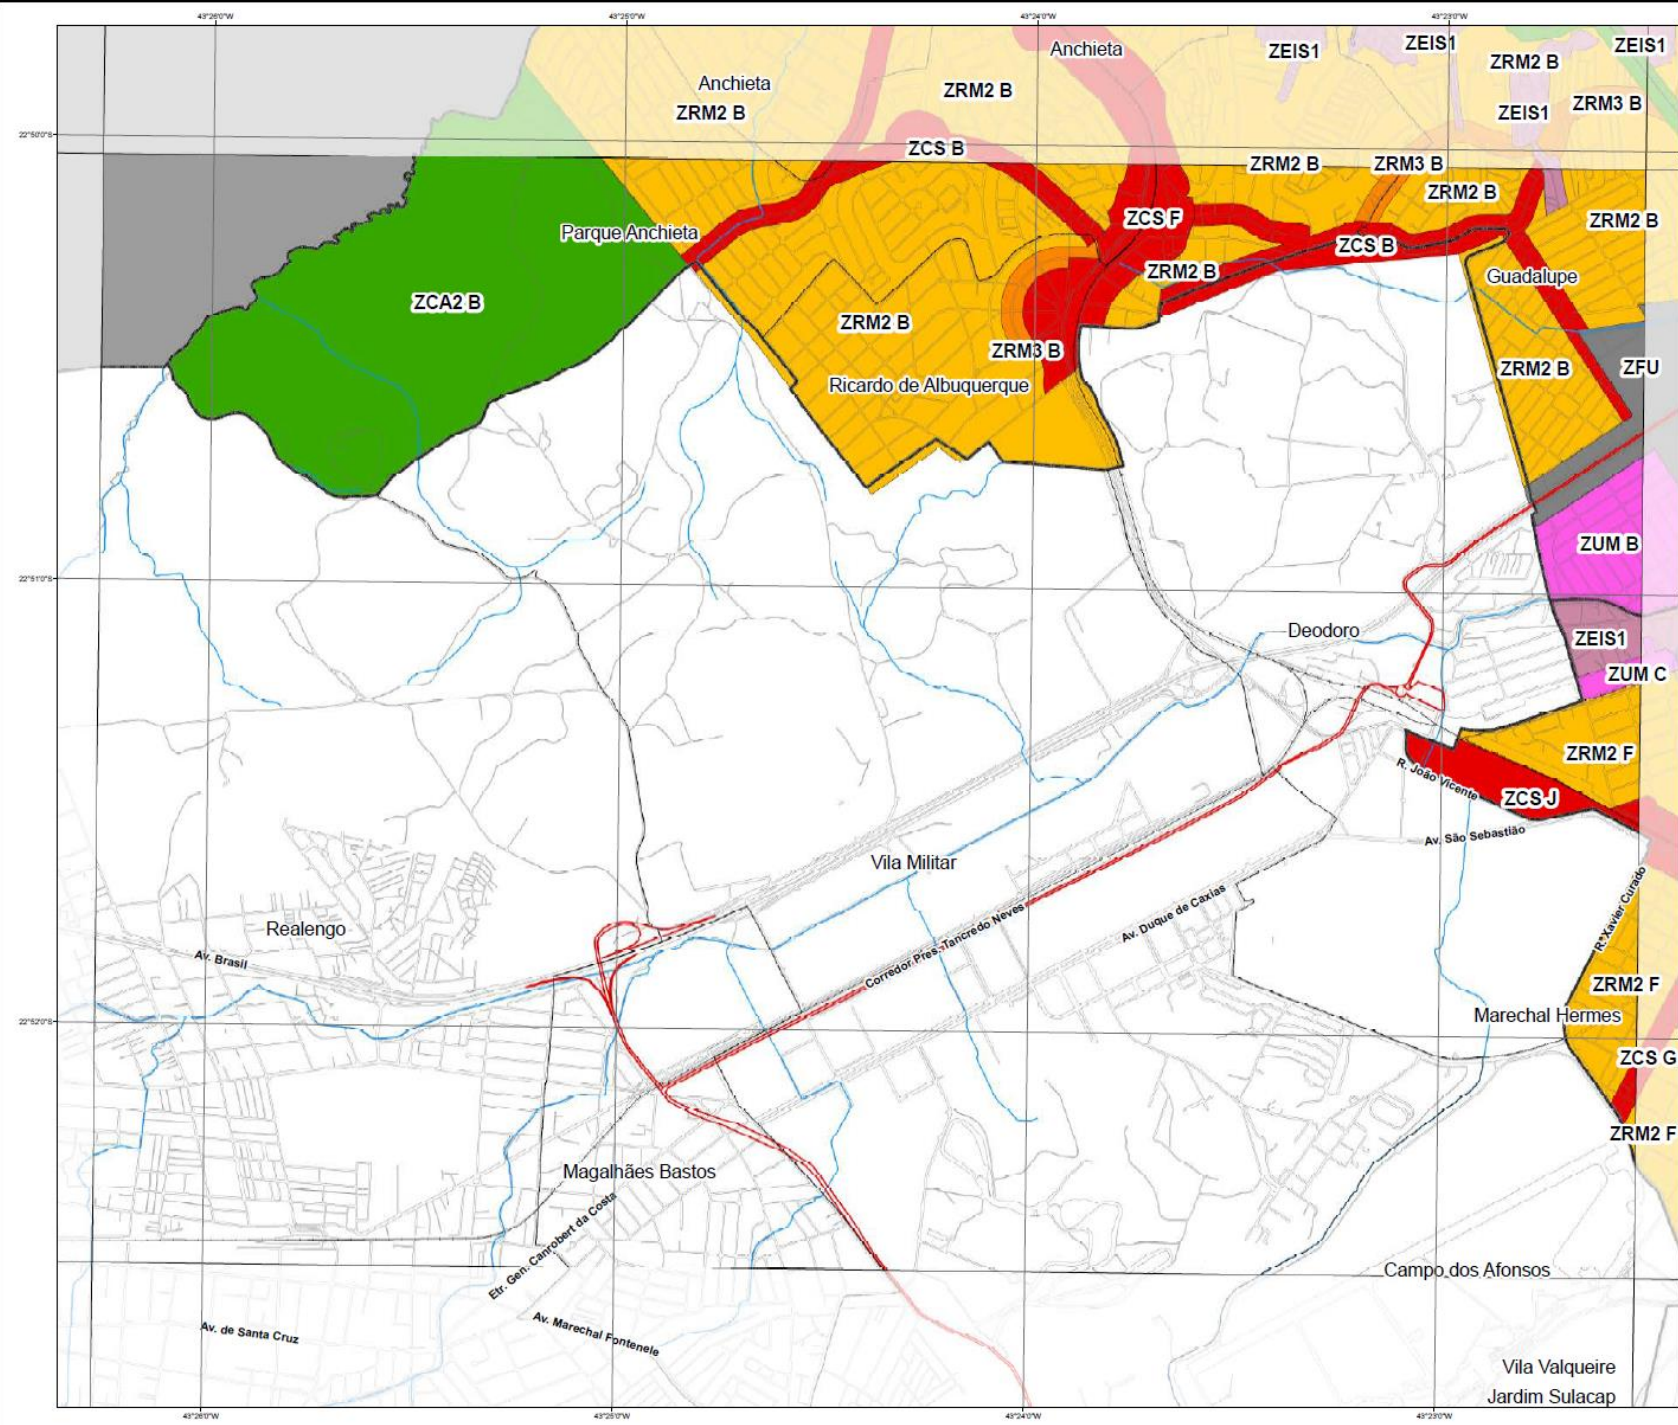 43°26'0"W
43°25'0"W
43°24'0"W
43°23'0"W
Anchieta
ZEIS1
ZEIS1
ZEIS1
ZRM2 B
Anchieta
ZRM2 B
ZRM2 B
ZEIS1
ZRM3 B
22°50'0"S
ZCS B
ZRM2 B
ZRM3 B
ZRM2 B
Parque Anchieta
ZCS F
ZCS B
ZRM2 B
ZRM2 B
Guadalupe
ZCA2 B
ZRM2 B
ZRM3 B
Ricardo de Albuquerque
ZRM2 B
ZFU
ZUM B
22°51'0"S
Deodoro
ZEIS1
ZUM C
ZRM2 F
R. João Vicente
ZCS J
Av. São Sebastião
Vila Militar
R. Xavier Curado
Realengo
Av. Brasil
Av. Duque de Caxias
Corredor Pres. Tancredo Neves
ZRM2 F
Marechal Hermes
22°52'0"S
ZCS G
ZRM2 F
Magalhães Bastos
Etr. Gen. Canrobert da Costa
Campo dos Afonsos
Av. de Santa Cruz
Av. Marechal Fontenele
Vila Valqueire
Jardim Sulacap
43°26'0"W
43°25'0"W
43°24'0"W
43°23'0"W